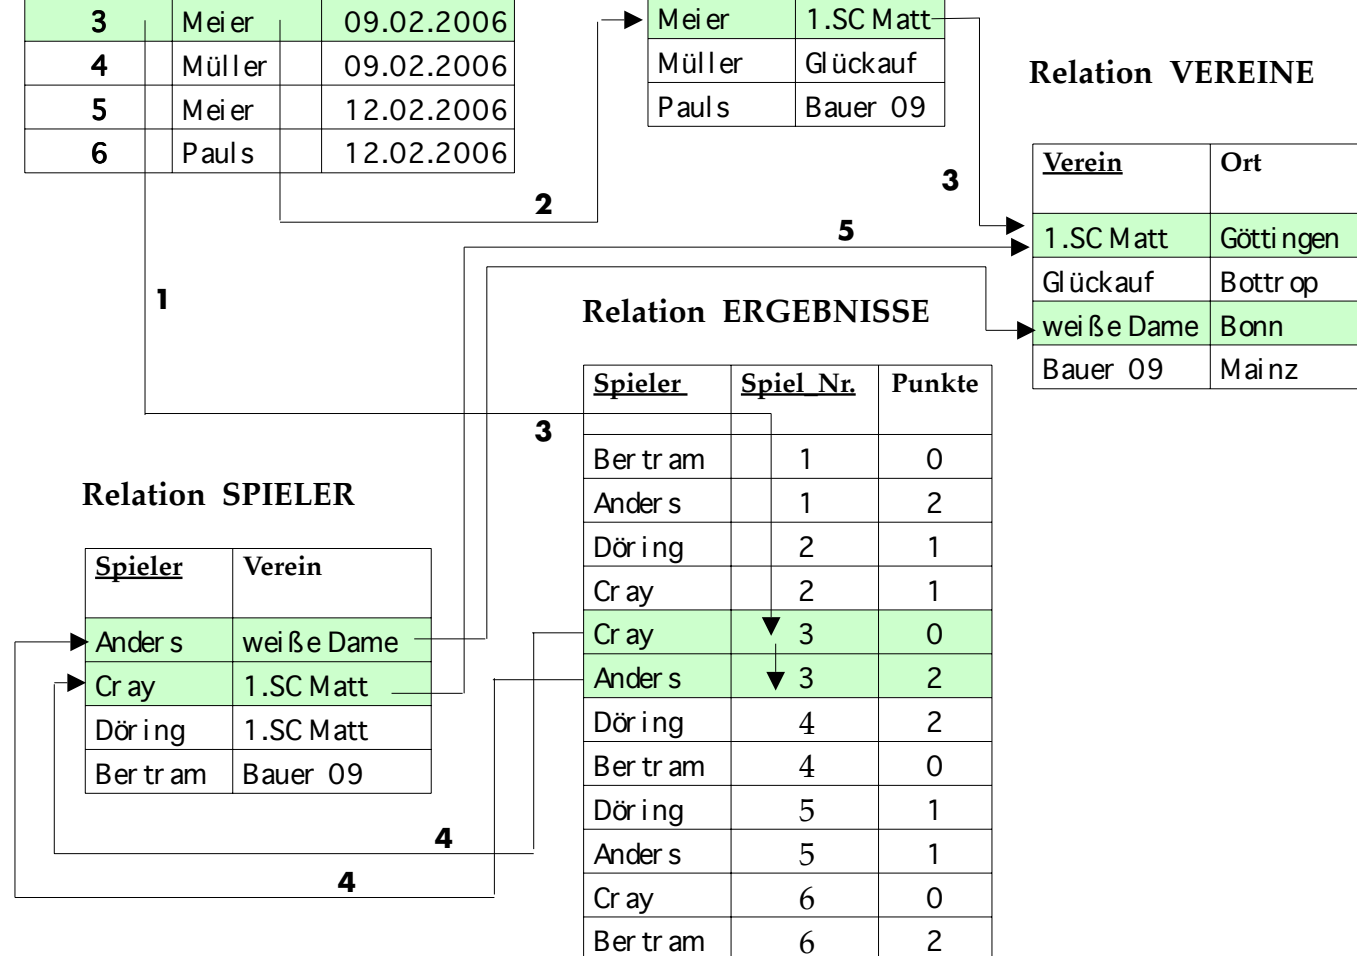 3 Meier 09.02.2006
4 Müller 09.02.2006
5 Meier 12.02.2006
6 Pauls 12.02.2006
Meier 1.SC Matt
Müller Glückauf
Pauls Bauer 09
Relation VEREINE
Verein Ort
1.SC Matt Göttingen
Glückauf Bottrop
weiße Dame Bonn
Bauer 09 Mainz
3
2
5
1
Relation ERGEBNISSE
Spieler Spiel_Nr. Punkte
Bertram 1 0
Anders 1 2
Döring 2 1
Cray 2 1
Cray 3 0
Anders 3 2
Döring 4 2
Bertram 4 0
Döring 5 1
Anders 5 1
Cray 6 0
Bertram 6 2
3
Relation SPIELER
Spieler Verein
Anders weiße Dame
Cray 1.SC Matt
Döring 1.SC Matt
Bertram Bauer 09
4
4